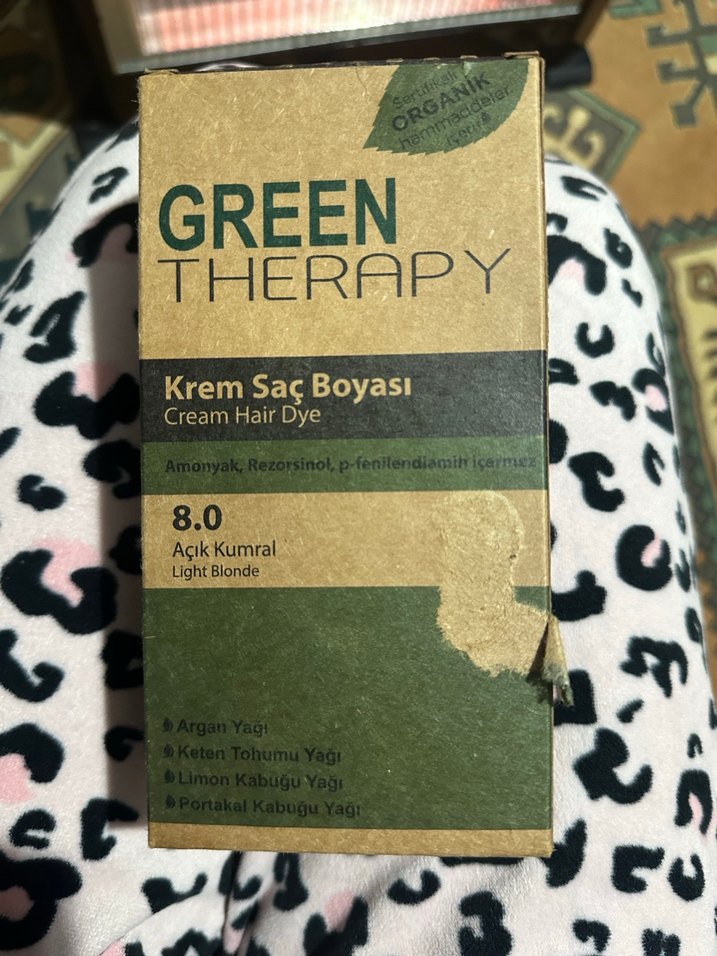 Sertifikalı
ORGANİK
hammaddeler
içerir
GREEN
THERAPY
Krem Saç Boyası
Cream Hair Dye
Amonyak, Rezorsinol, p-fenilendiamin içermez
8.0
Açık Kumral
Light Blonde
Argan Yağı
Keten Tohumu Yağı
Limon Kabuğu Yağı
Portakal Kabuğu Yağı